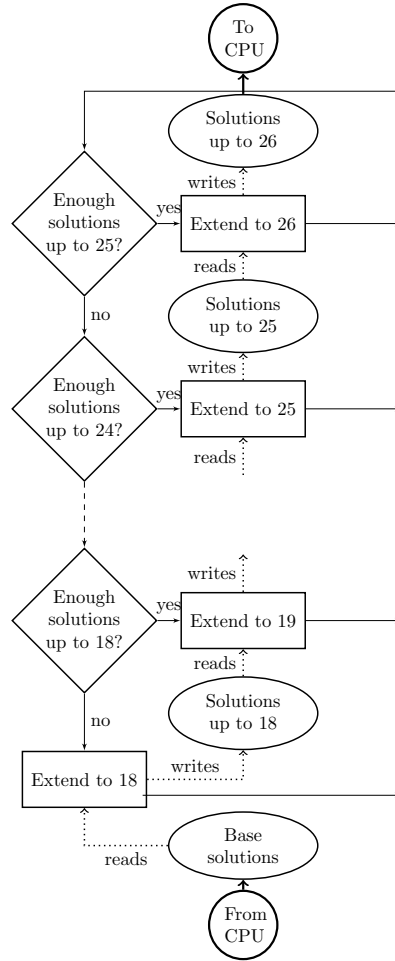 To
CPU
Solutions
up to 26
writes
Enough
solutions
up to 25?
yes
Extend to 26
reads
no
Solutions
up to 25
writes
Enough
solutions
up to 24?
yes
Extend to 25
reads
writes
Enough
solutions
up to 18?
yes
Extend to 19
reads
no
Solutions
up to 18
Extend to 18
writes
reads
Base
solutions
From
CPU